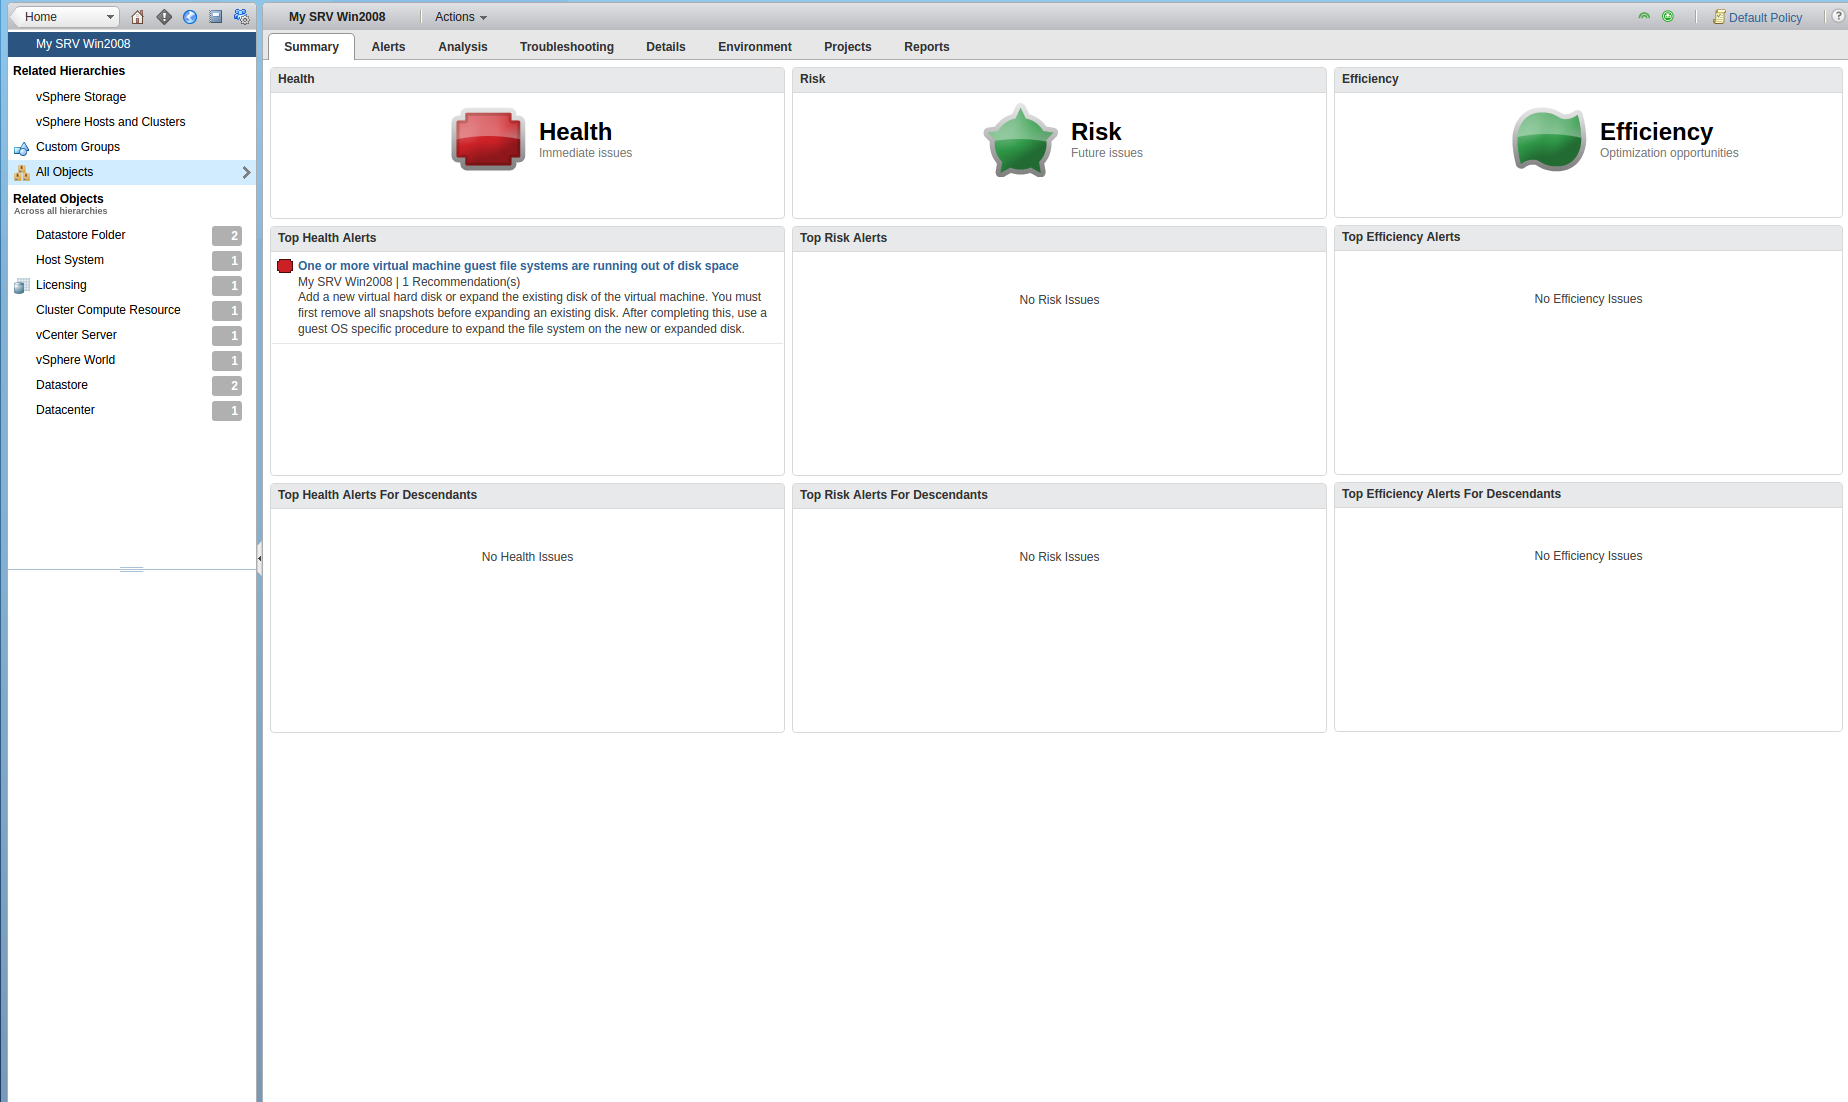 Home
My SRV Win2008
Related Hierarchies
vSphere Storage
vSphere Hosts and Clusters
Custom Groups
All Objects
Related Objects
Across all hierarchies
Datastore Folder 2
Host System 1
Licensing 1
Cluster Compute Resource 1
vCenter Server 1
vSphere World 1
Datastore 2
Datacenter 1
My SRV Win2008 Actions Default Policy ?
Summary Alerts Analysis Troubleshooting Details Environment Projects Reports
Health
Health
Immediate issues
Risk
Risk
Future issues
Efficiency
Efficiency
Optimization opportunities
Top Health Alerts
One or more virtual machine guest file systems are running out of disk space
My SRV Win2008 | 1 Recommendation(s)
Add a new virtual hard disk or expand the existing disk of the virtual machine. You must
first remove all snapshots before expanding an existing disk. After completing this, use a
guest OS specific procedure to expand the file system on the new or expanded disk.
Top Risk Alerts
No Risk Issues
Top Efficiency Alerts
No Efficiency Issues
Top Health Alerts For Descendants
No Health Issues
Top Risk Alerts For Descendants
No Risk Issues
Top Efficiency Alerts For Descendants
No Efficiency Issues